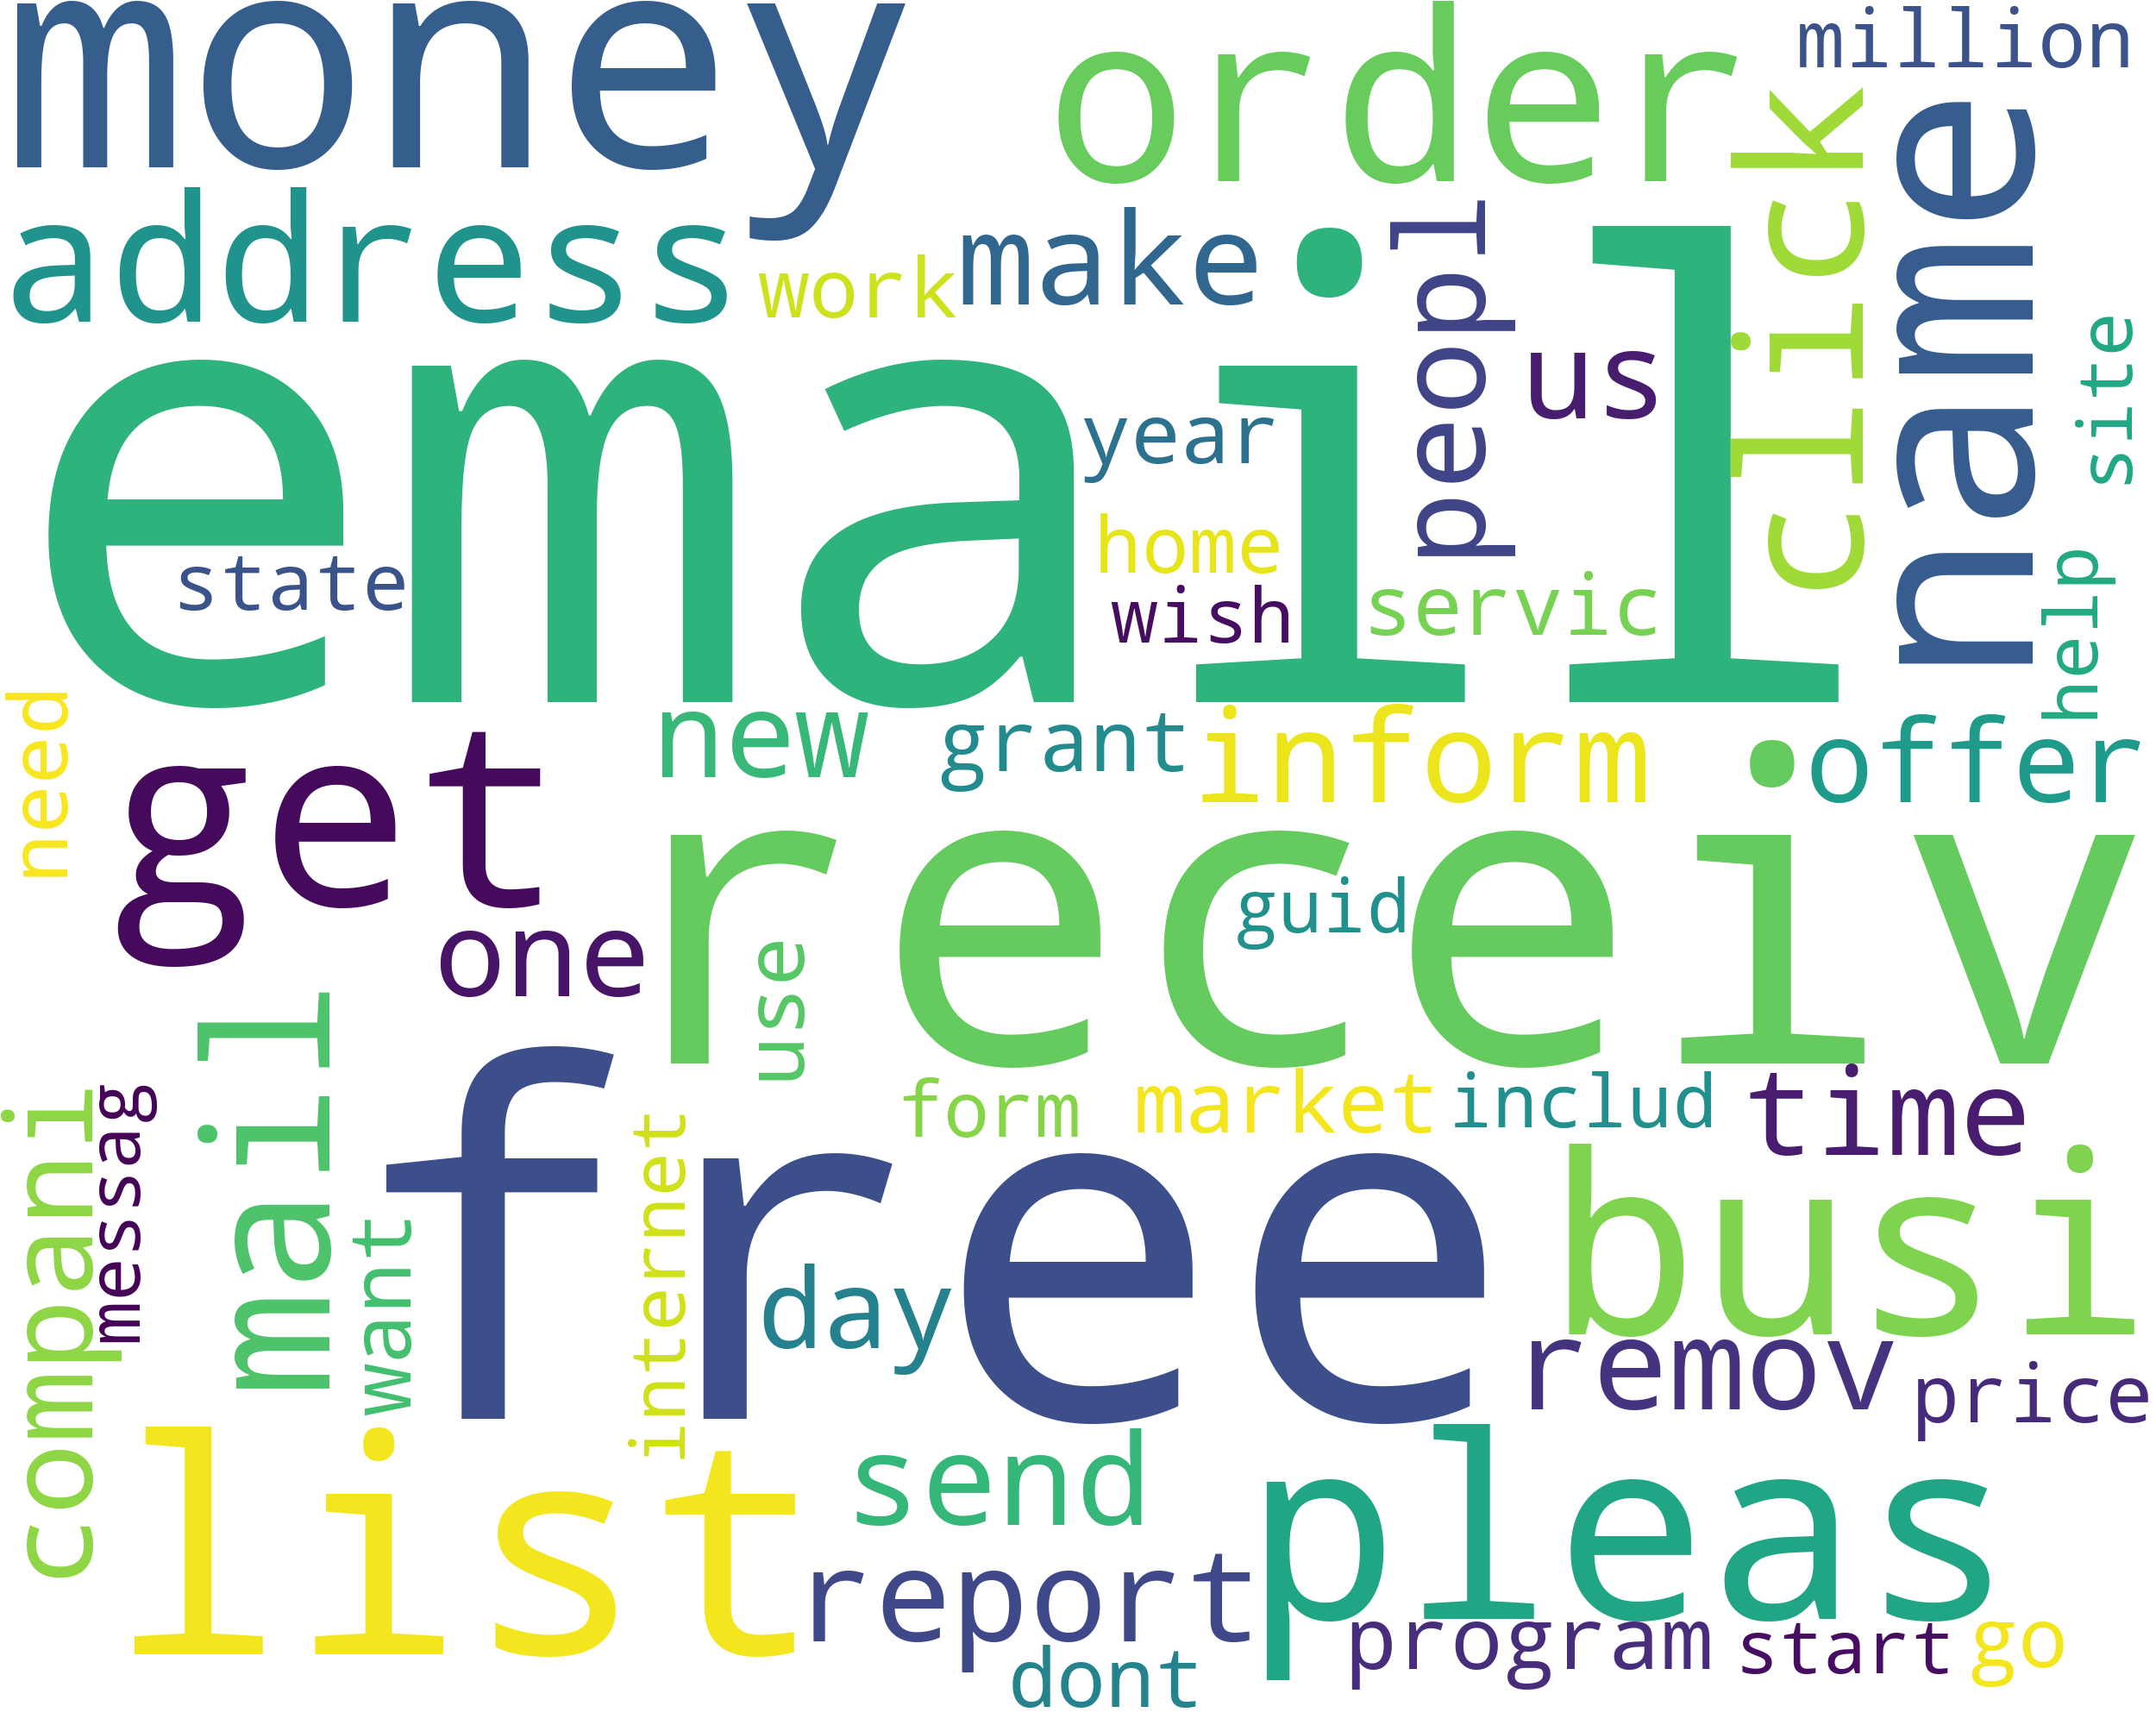 money
order
million
address
work
make
peopl
us
click
name
site
email
year
home
wish
servic
state
help
need
new
grant
inform
offer
get
receiv
guid
one
use
mail
messag
compani
want
internet
free
form
market
includ
time
busi
day
remov
price
list
send
pleas
report
dont
program
start
go